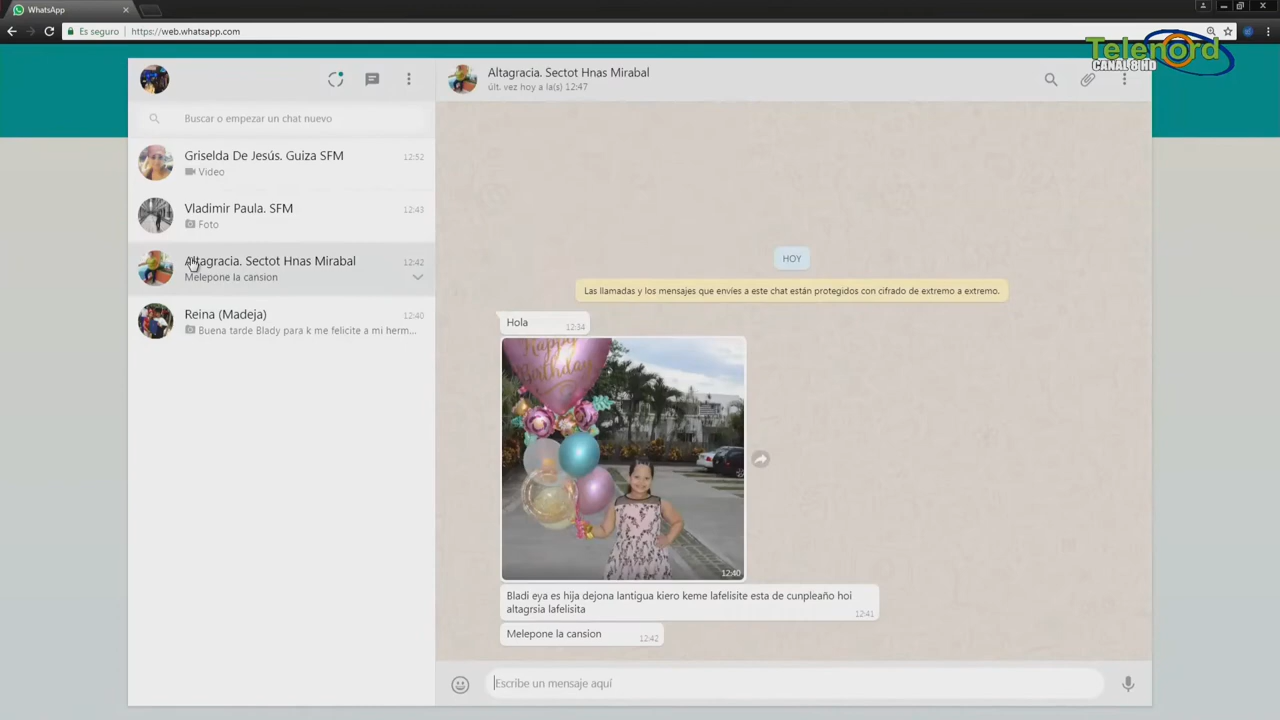 WhatsApp
Es seguro
https://web.whatsapp.com
Telenord
CANAL 8 HD
Altagracia. Sectot Hnas Mirabal
últ. vez hoy a la(s) 12:47
Buscar o empezar un chat nuevo
Griselda De Jesús. Guiza SFM
12:52
Video
Vladimir Paula. SFM
12:43
Foto
Altagracia. Sectot Hnas Mirabal
12:42
Melepone la cansion
Reina (Madeja)
12:40
Buena tarde Blady para k me felicite a mi herm...
HOY
Las llamadas y los mensajes que envíes a este chat están protegidos con cifrado de extremo a extremo.
Hola
12:34
Happy
Birthday
12:40
Bladi eya es hija dejona lantigua kiero keme lafelisite esta de cunpleaño hoi
altagrsia lafelisita
12:41
Melepone la cansion
12:42
Escribe un mensaje aquí